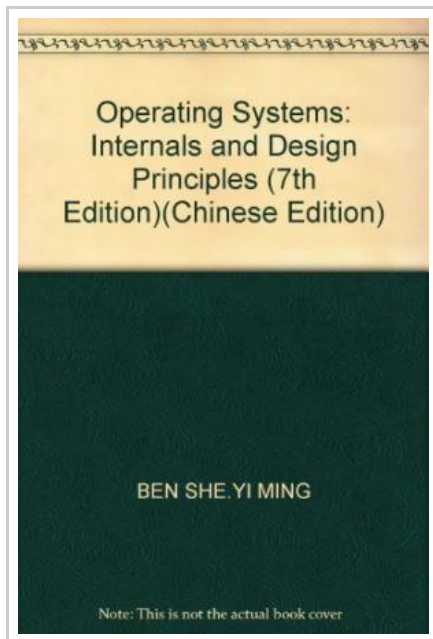 Operating Systems:
Internals and Design
Principles (7th
Edition)(Chinese Edition)
BEN SHE.YI MING
Note: This is not the actual book cover